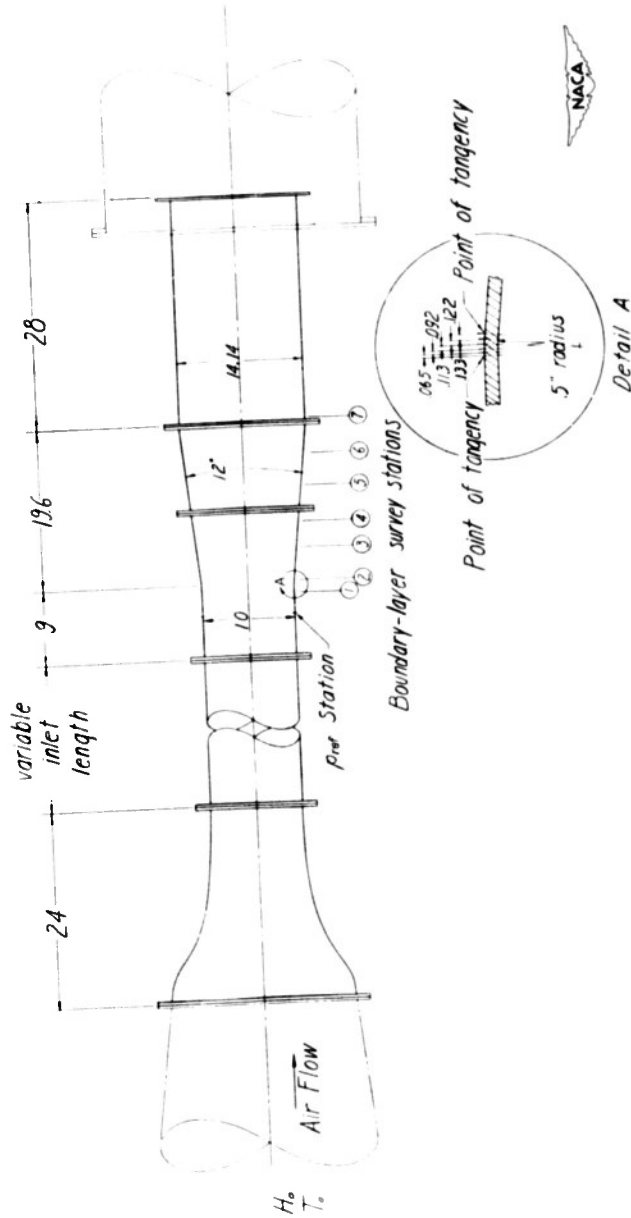 variable
inlet
length
24
9
19.6
28
10
12°
14.14
Air Flow
H₀
T₀
Pref Station
A
1
2
3
4
5
6
7
Boundary-layer survey stations
.065
.092
.113
.122
.133
Point of tangency
Point of tangency
.5" radius
Detail A
NACA